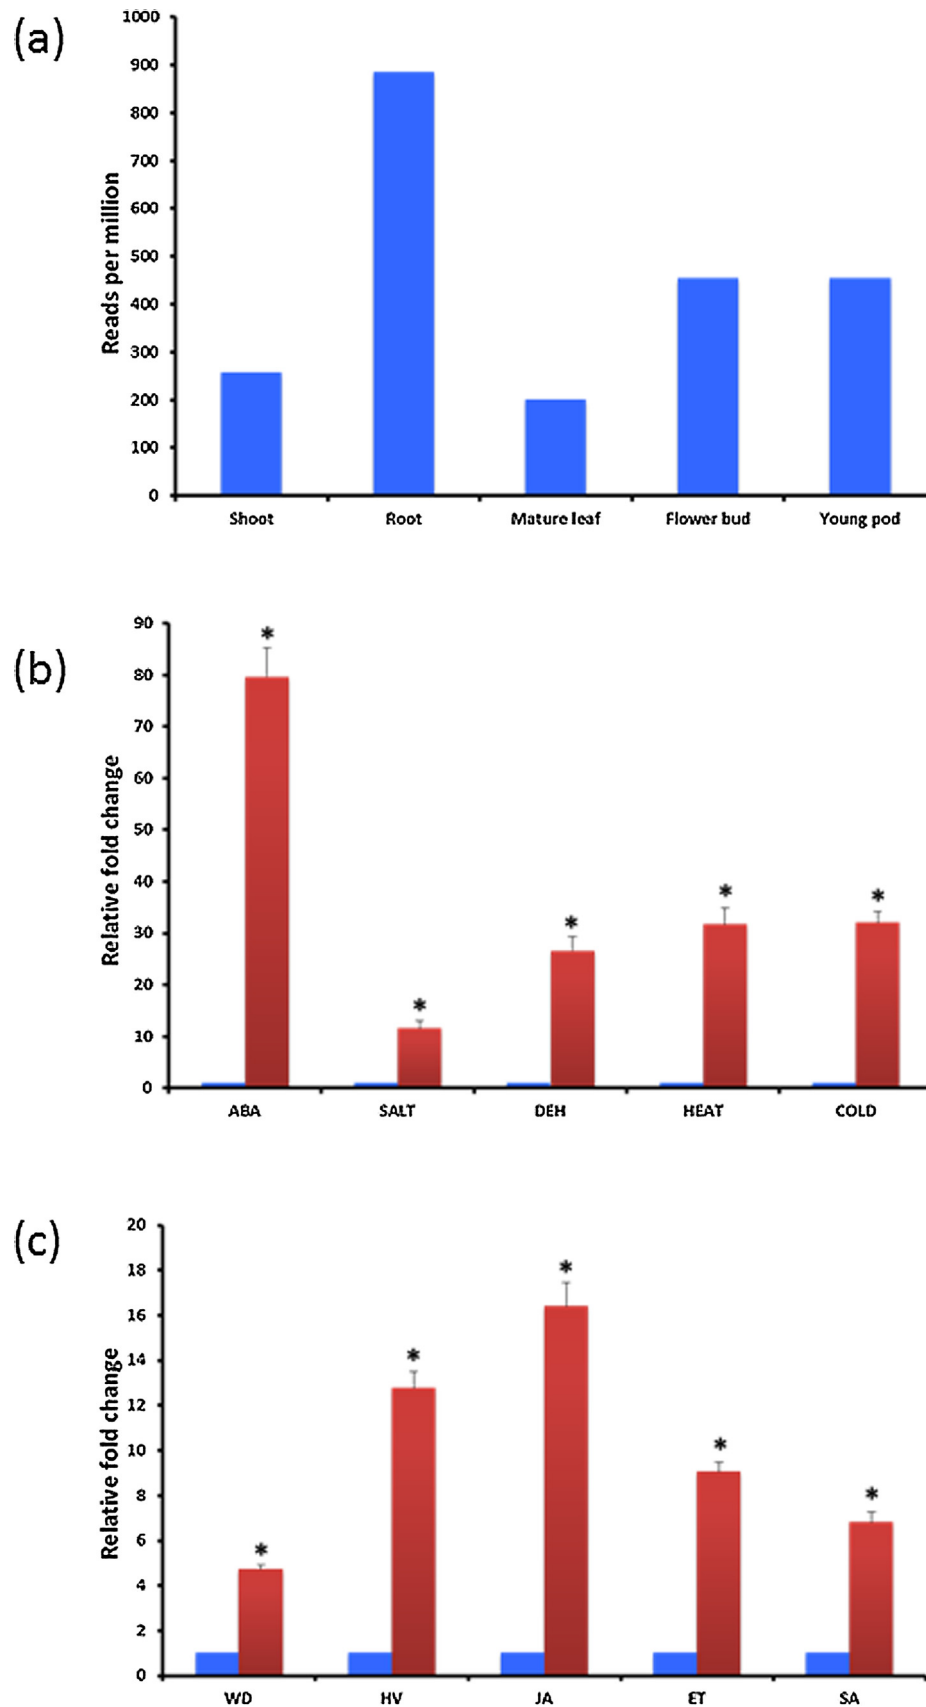 (a)
Reads per million
1000
900
800
700
600
500
400
300
200
100
0
Shoot Root Mature leaf Flower bud Young pod
(b)
Relative fold change
90
80
70
60
50
40
30
20
10
0
* * * * *
ABA SALT DEH HEAT COLD
(c)
Relative fold change
20
18
16
14
12
10
8
6
4
2
0
* * * * *
WD HV JA ET SA